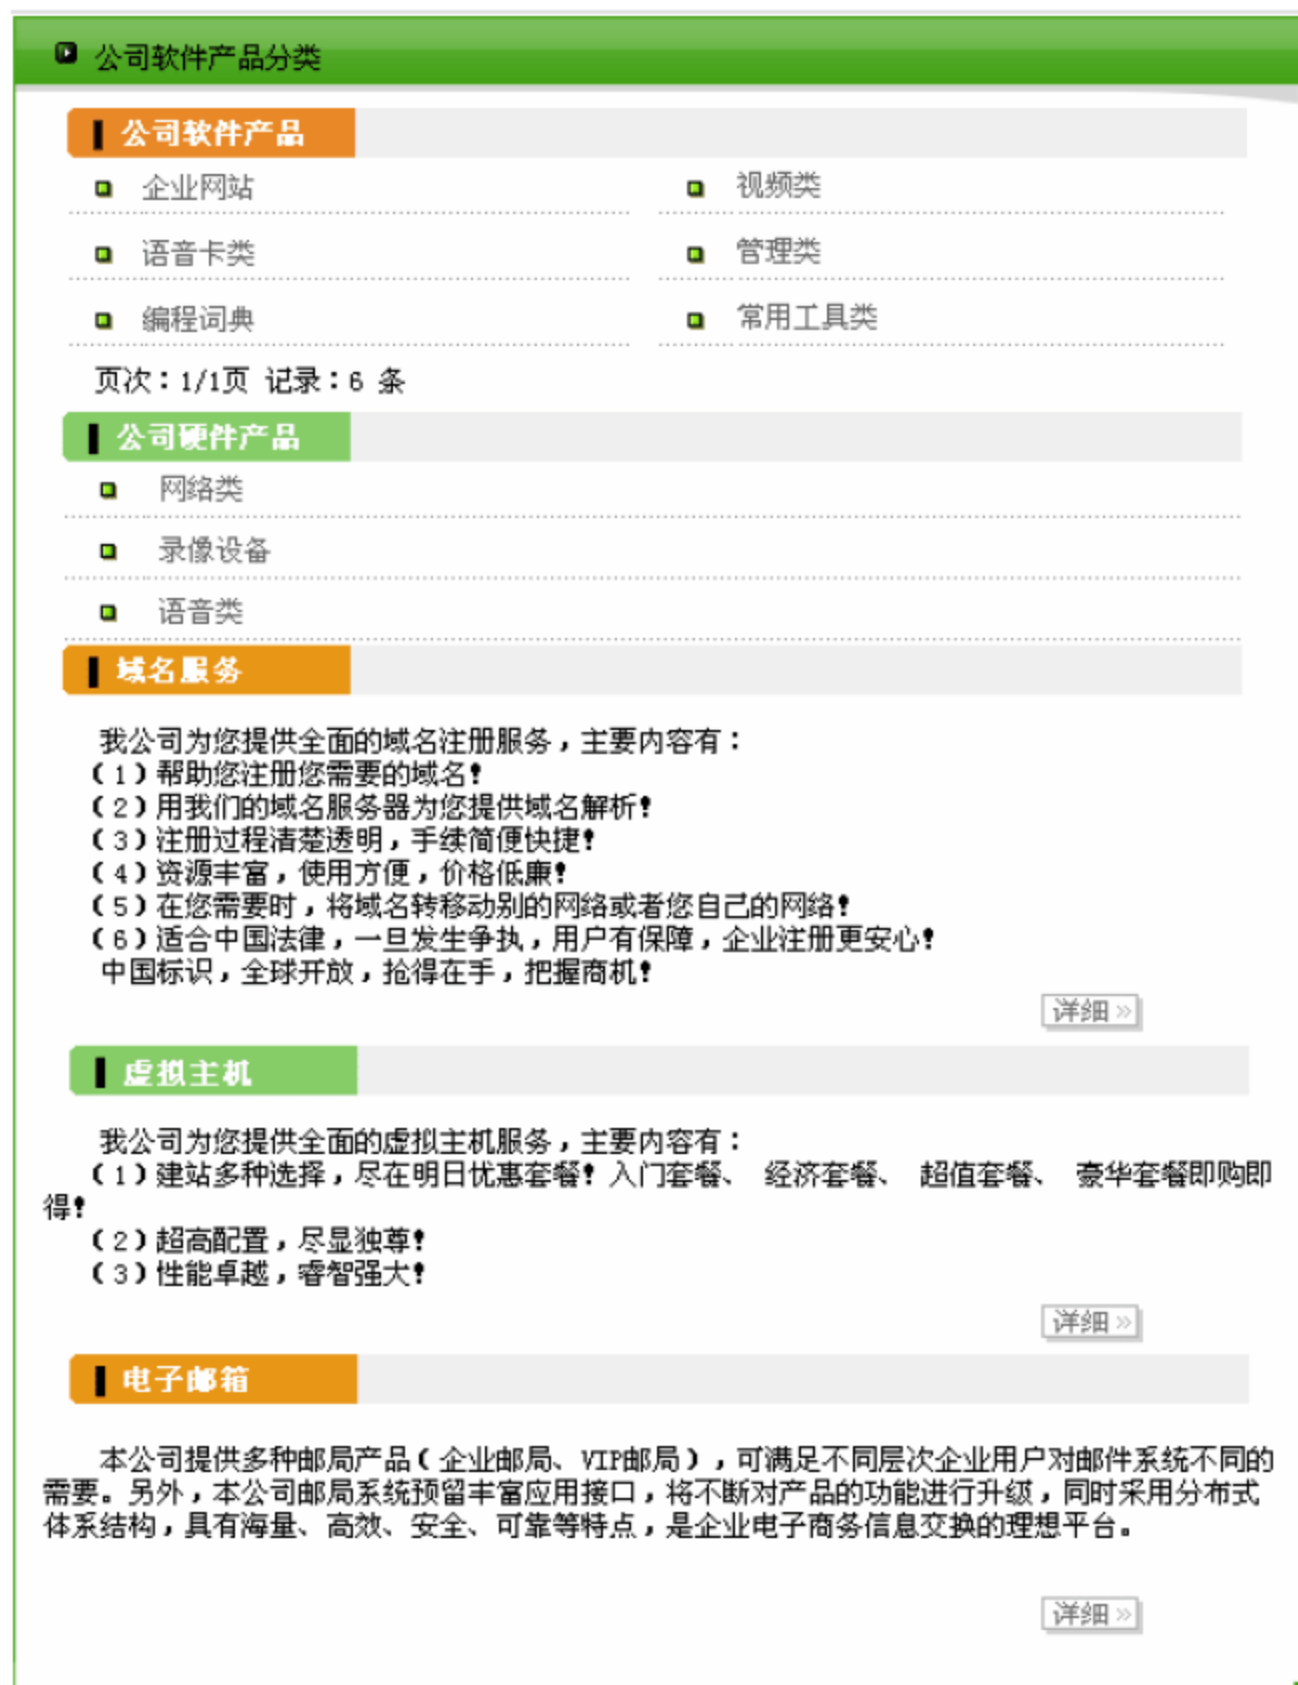 公司软件产品分类
公司软件产品
企业网站 视频类
语音卡类 管理类
编程词典 常用工具类
页次：1/1页 记录：6 条
公司硬件产品
网络类
录像设备
语音类
域名服务
我公司为您提供全面的域名注册服务，主要内容有：
（1）帮助您注册您需要的域名！
（2）用我们的域名服务器为您提供域名解析！
（3）注册过程清楚透明，手续简便快捷！
（4）资源丰富，使用方便，价格低廉！
（5）在您需要时，将域名转移动别的网络或者您自己的网络！
（6）适合中国法律，一旦发生争执，用户有保障，企业注册更安心！
中国标识，全球开放，抢得在手，把握商机！
详细 »
虚拟主机
我公司为您提供全面的虚拟主机服务，主要内容有：
（1）建站多种选择，尽在明日优惠套餐！入门套餐、 经济套餐、 超值套餐、 豪华套餐即购即
得！
（2）超高配置，尽显独尊！
（3）性能卓越，睿智强大！
详细 »
电子邮箱
本公司提供多种邮局产品（企业邮局、VIP邮局），可满足不同层次企业用户对邮件系统不同的
需要。另外，本公司邮局系统预留丰富应用接口，将不断对产品的功能进行升级，同时采用分布式
体系结构，具有海量、高效、安全、可靠等特点，是企业电子商务信息交换的理想平台。
详细 »